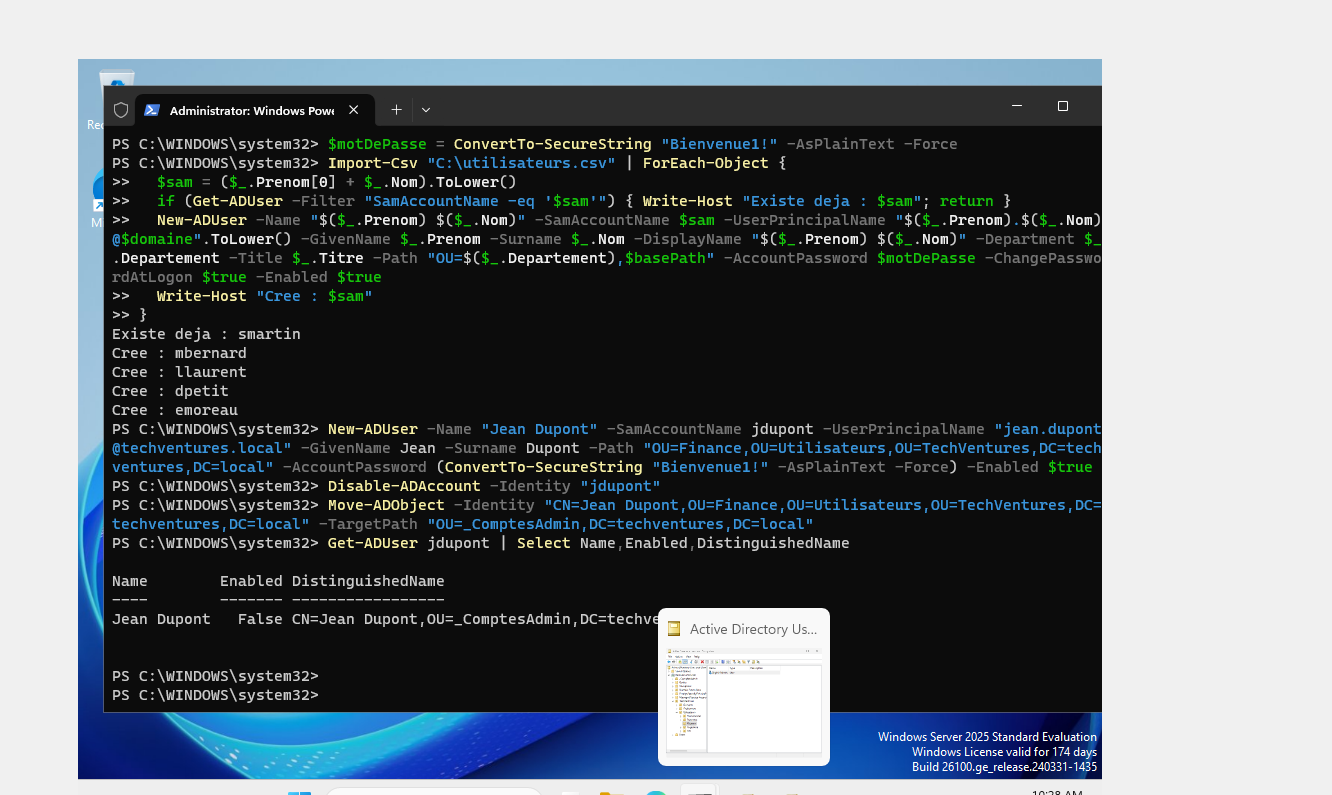 Administrator: Windows Powe
PS C:\WINDOWS\system32> $motDePasse = ConvertTo-SecureString "Bienvenue1!" -AsPlainText -Force
PS C:\WINDOWS\system32> Import-Csv "C:\utilisateurs.csv" | ForEach-Object {
>>   $sam = ($_.Prenom[0] + $_.Nom).ToLower()
>>   if (Get-ADUser -Filter "SamAccountName -eq '$sam'") { Write-Host "Existe deja : $sam"; return }
>>   New-ADUser -Name "$($_.Prenom) $($_.Nom)" -SamAccountName $sam -UserPrincipalName "$($_.Prenom).$($_.Nom)
@$domaine".ToLower() -GivenName $_.Prenom -Surname $_.Nom -DisplayName "$($_.Prenom) $($_.Nom)" -Department $_
.Departement -Title $_.Titre -Path "OU=$($_.Departement),$basePath" -AccountPassword $motDePasse -ChangePasswo
rdAtLogon $true -Enabled $true
>>   Write-Host "Cree : $sam"
>> }
Existe deja : smartin
Cree : mbernard
Cree : llaurent
Cree : dpetit
Cree : emoreau
PS C:\WINDOWS\system32> New-ADUser -Name "Jean Dupont" -SamAccountName jdupont -UserPrincipalName "jean.dupont
@techventures.local" -GivenName Jean -Surname Dupont -Path "OU=Finance,OU=Utilisateurs,OU=TechVentures,DC=tech
ventures,DC=local" -AccountPassword (ConvertTo-SecureString "Bienvenue1!" -AsPlainText -Force) -Enabled $true
PS C:\WINDOWS\system32> Disable-ADAccount -Identity "jdupont"
PS C:\WINDOWS\system32> Move-ADObject -Identity "CN=Jean Dupont,OU=Finance,OU=Utilisateurs,OU=TechVentures,DC=
techventures,DC=local" -TargetPath "OU=_ComptesAdmin,DC=techventures,DC=local"
PS C:\WINDOWS\system32> Get-ADUser jdupont | Select Name,Enabled,DistinguishedName
Name        Enabled DistinguishedName
----        ------- -----------------
Jean Dupont   False CN=Jean Dupont,OU=_ComptesAdmin,DC=techve
Active Directory Us...
PS C:\WINDOWS\system32>
PS C:\WINDOWS\system32>
Windows Server 2025 Standard Evaluation
Windows License valid for 174 days
Build 26100.ge_release.240331-1435